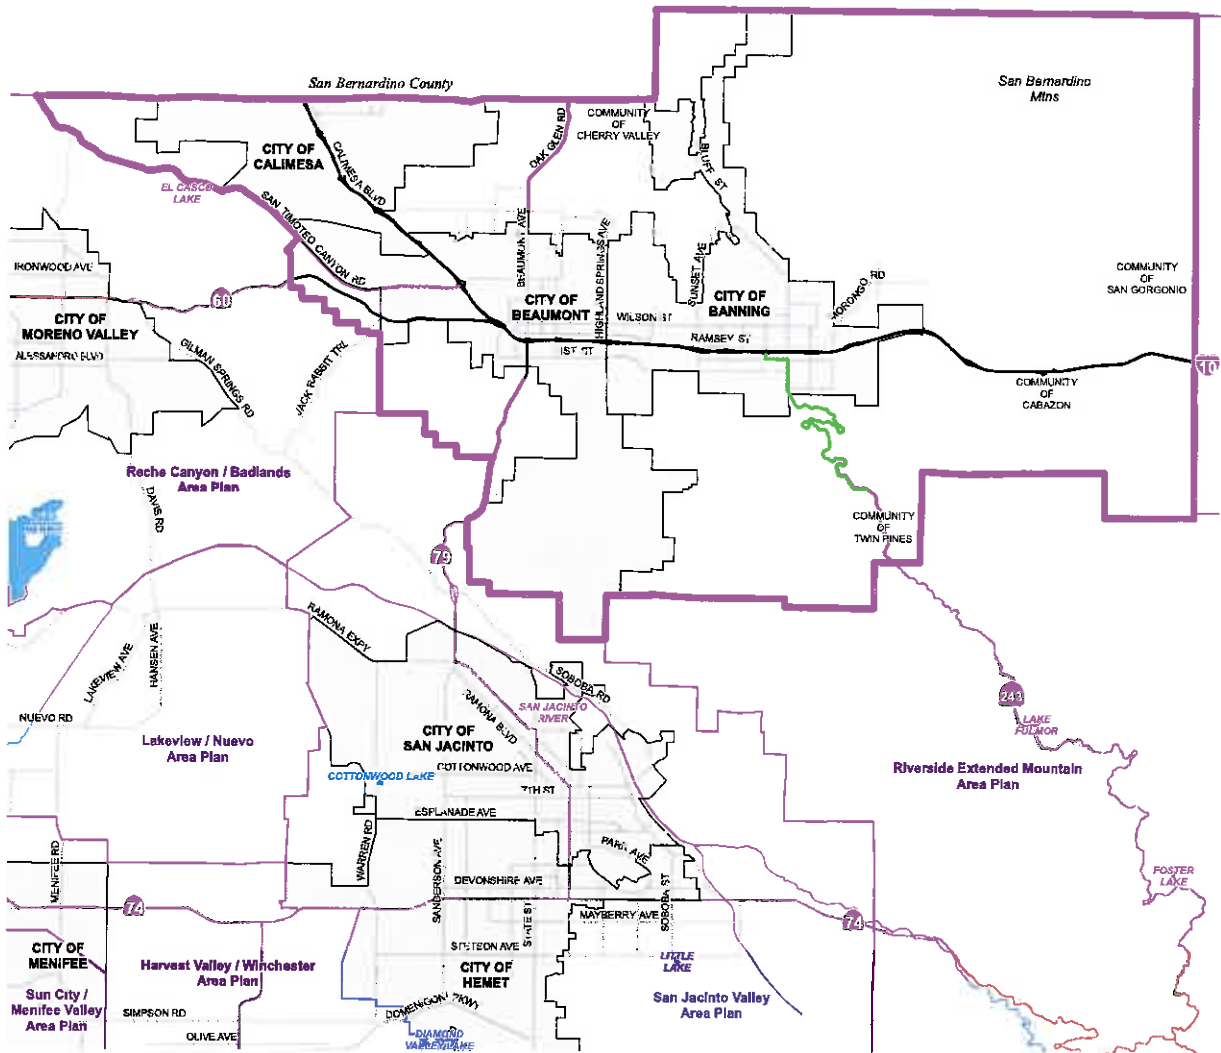 San Bernardino County
San Bernardino
Mtns
COMMUNITY
OF
CHERRY VALLEY
OAK GLEN RD
CITY OF
CALIMESA
CALIMESA BLVD
BLUFF ST
EL CASCO
LAKE
SAN TIMOTEO CANYON RD
BEAUMONT AVE
HIGHLAND SPRINGS AVE
SUNSET AVE
IRONWOOD AVE
60
CITY OF
MORENO VALLEY
ALESSANDRO BLVD
GILMAN SPRINGS RD
JACK RABBIT TRL
CITY OF
BEAUMONT
WILSON ST
CITY OF
BANNING
MORONGO RD
COMMUNITY
OF
SAN GORGONIO
1ST ST
RAMSEY ST
10
COMMUNITY
OF
CABAZON
Reche Canyon / Badlands
Area Plan
DAVIS RD
COMMUNITY
OF
TWIN PINES
79
RAMONA EXPY
LAKEVIEW AVE
HANSEN AVE
SOBOBA RD
243
NUEVO RD
RAMONA BLVD
SAN JACINTO
RIVER
LAKE
FULMOR
CITY OF
SAN JACINTO
Lakeview / Nuevo
Area Plan
COTTONWOOD AVE
COTTONWOOD LAKE
7TH ST
Riverside Extended Mountain
Area Plan
ESPLANADE AVE
WARREN RD
MENIFEE RD
SANDERSON AVE
PARK AVE
DEVONSHIRE AVE
SOBOBA ST
FOSTER
LAKE
74
STATE ST
MAYBERRY AVE
74
CITY OF
MENIFEE
STETSON AVE
Harvest Valley / Winchester
Area Plan
CITY OF
HEMET
LITTLE
LAKE
Sun City /
Menifee Valley
Area Plan
SIMPSON RD
San Jacinto Valley
Area Plan
DOMENIGONI PKWY
OLIVE AVE
DIAMOND
VALLEY LAKE